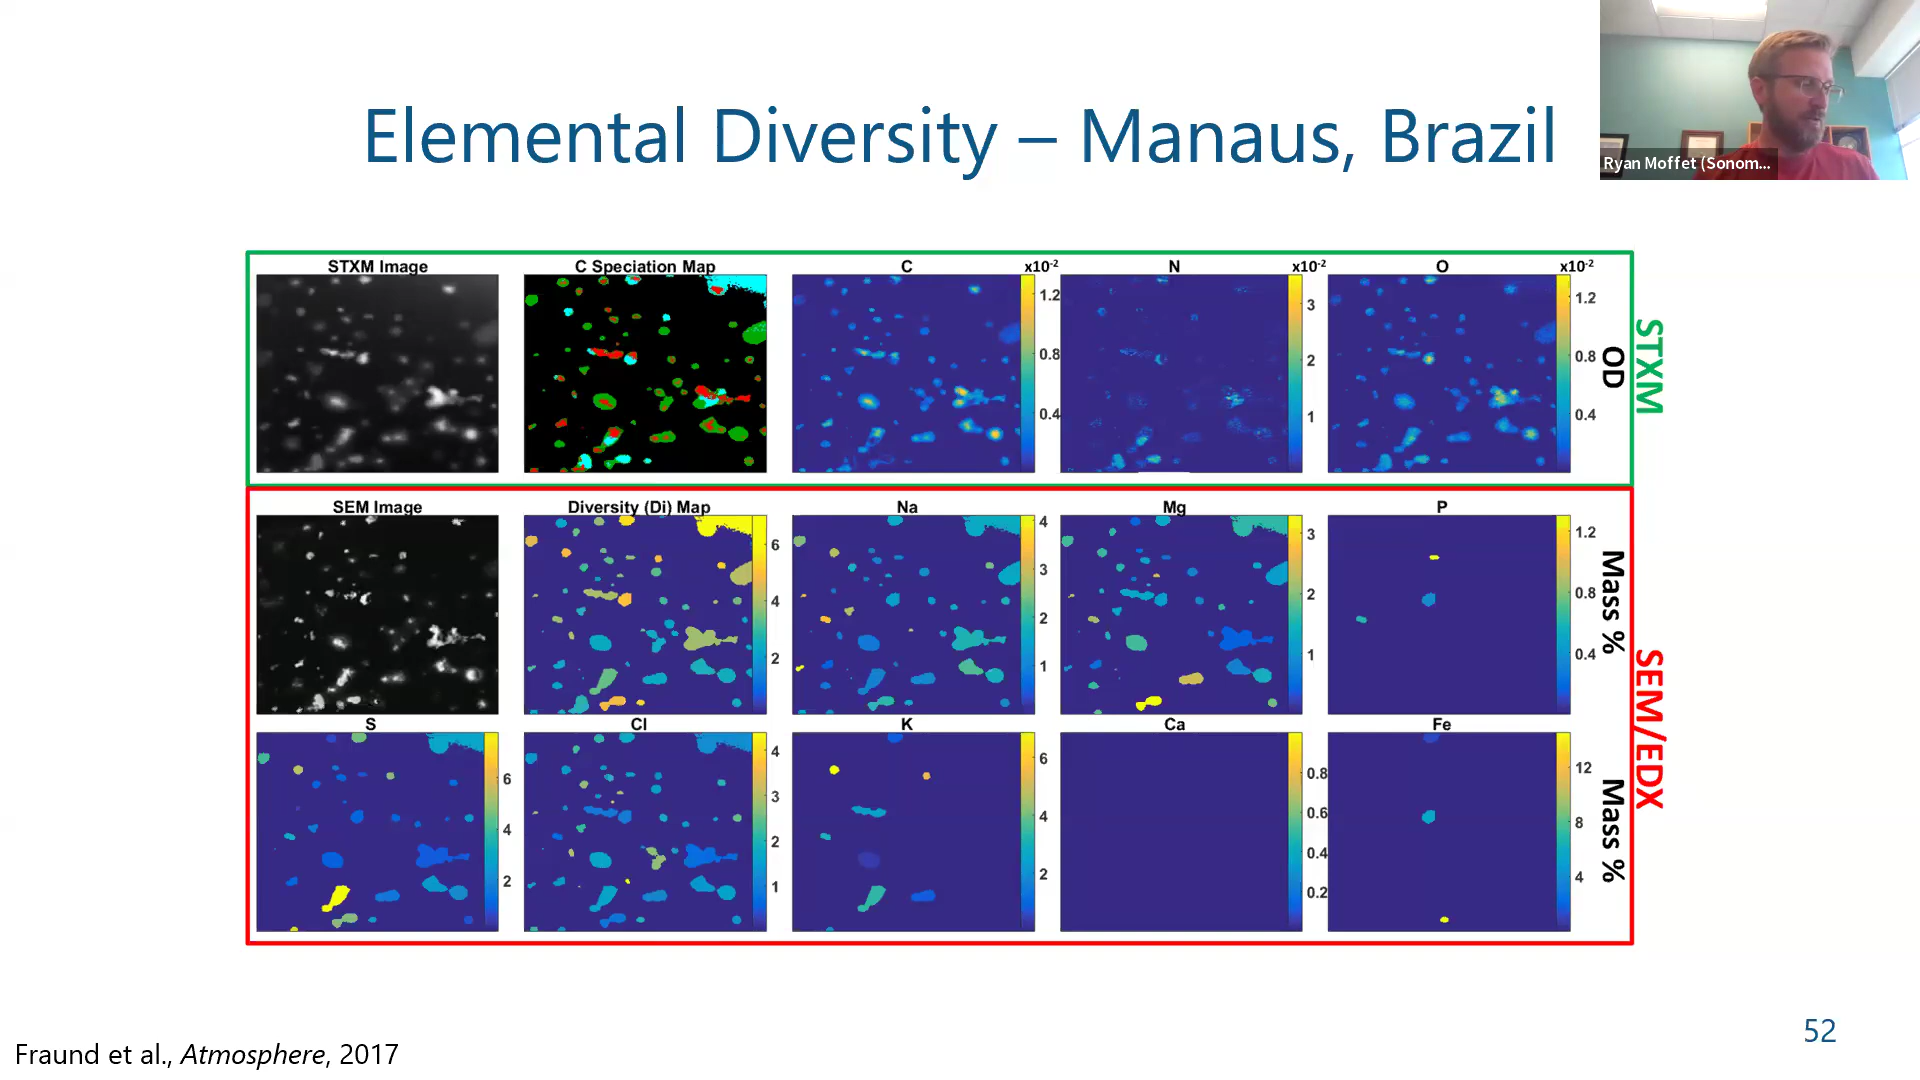 Elemental Diversity – Manaus, Brazil
Ryan Moffet (Sonom...
STXM Image
C Speciation Map
C
x10-2
N
x10-2
O
x10-2
1.2
0.8
0.4
3
2
1
1.2
0.8
0.4
OD
STXM
SEM Image
Diversity (Di) Map
Na
Mg
P
6
4
2
4
3
2
1
3
2
1
1.2
0.8
0.4
Mass %
SEM/EDX
S
Cl
K
Ca
Fe
6
4
2
4
3
2
1
6
4
2
0.8
0.6
0.4
0.2
12
8
4
Mass %
52
Fraund et al., Atmosphere, 2017